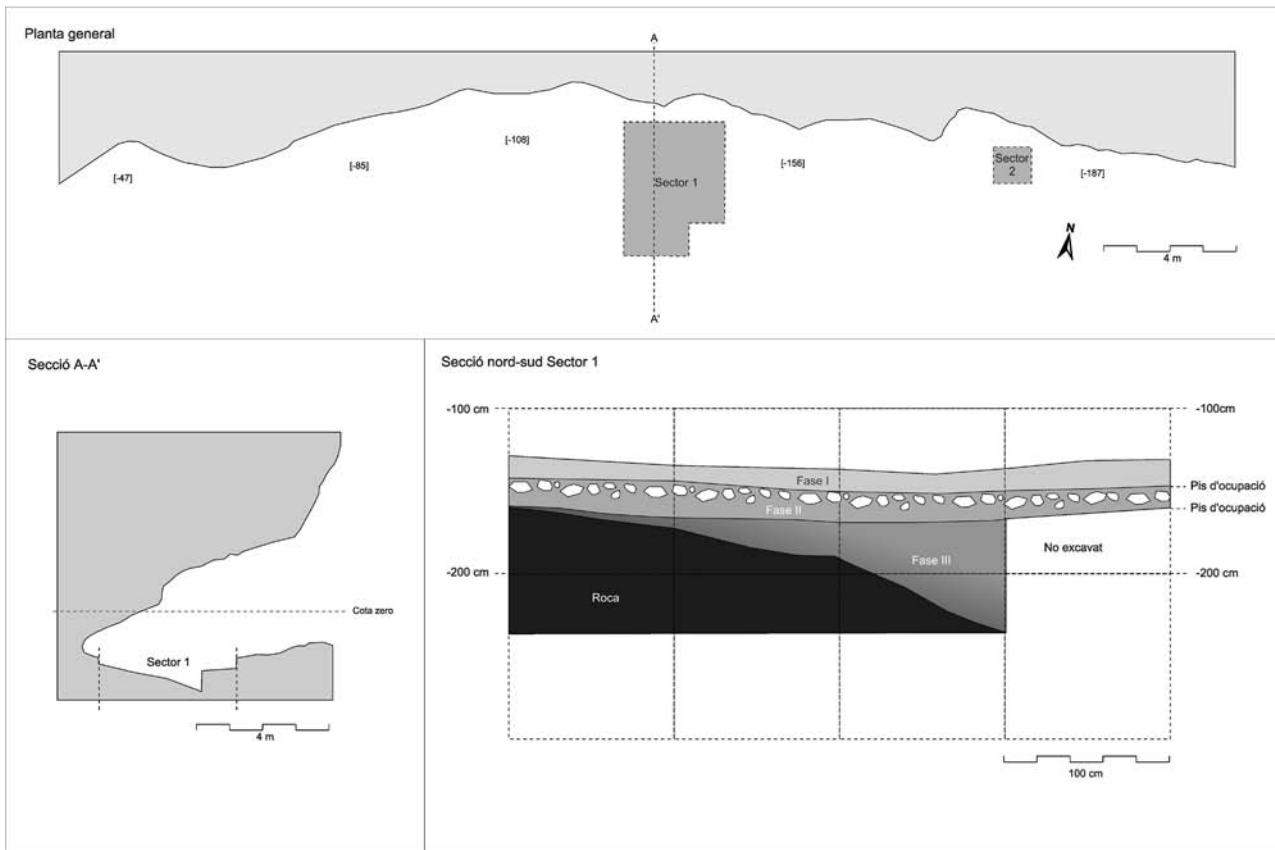 Planta general
A
[-47]
[-85]
[-108]
Sector 1
[-156]
Sector
2
[-187]
N
4 m
A'
Secció A-A'
Cota zero
Sector 1
4 m
Secció nord-sud Sector 1
-100 cm
-100cm
Fase I
Pis d'ocupació
Fase II
Pis d'ocupació
No excavat
Fase III
-200 cm
-200 cm
Roca
100 cm